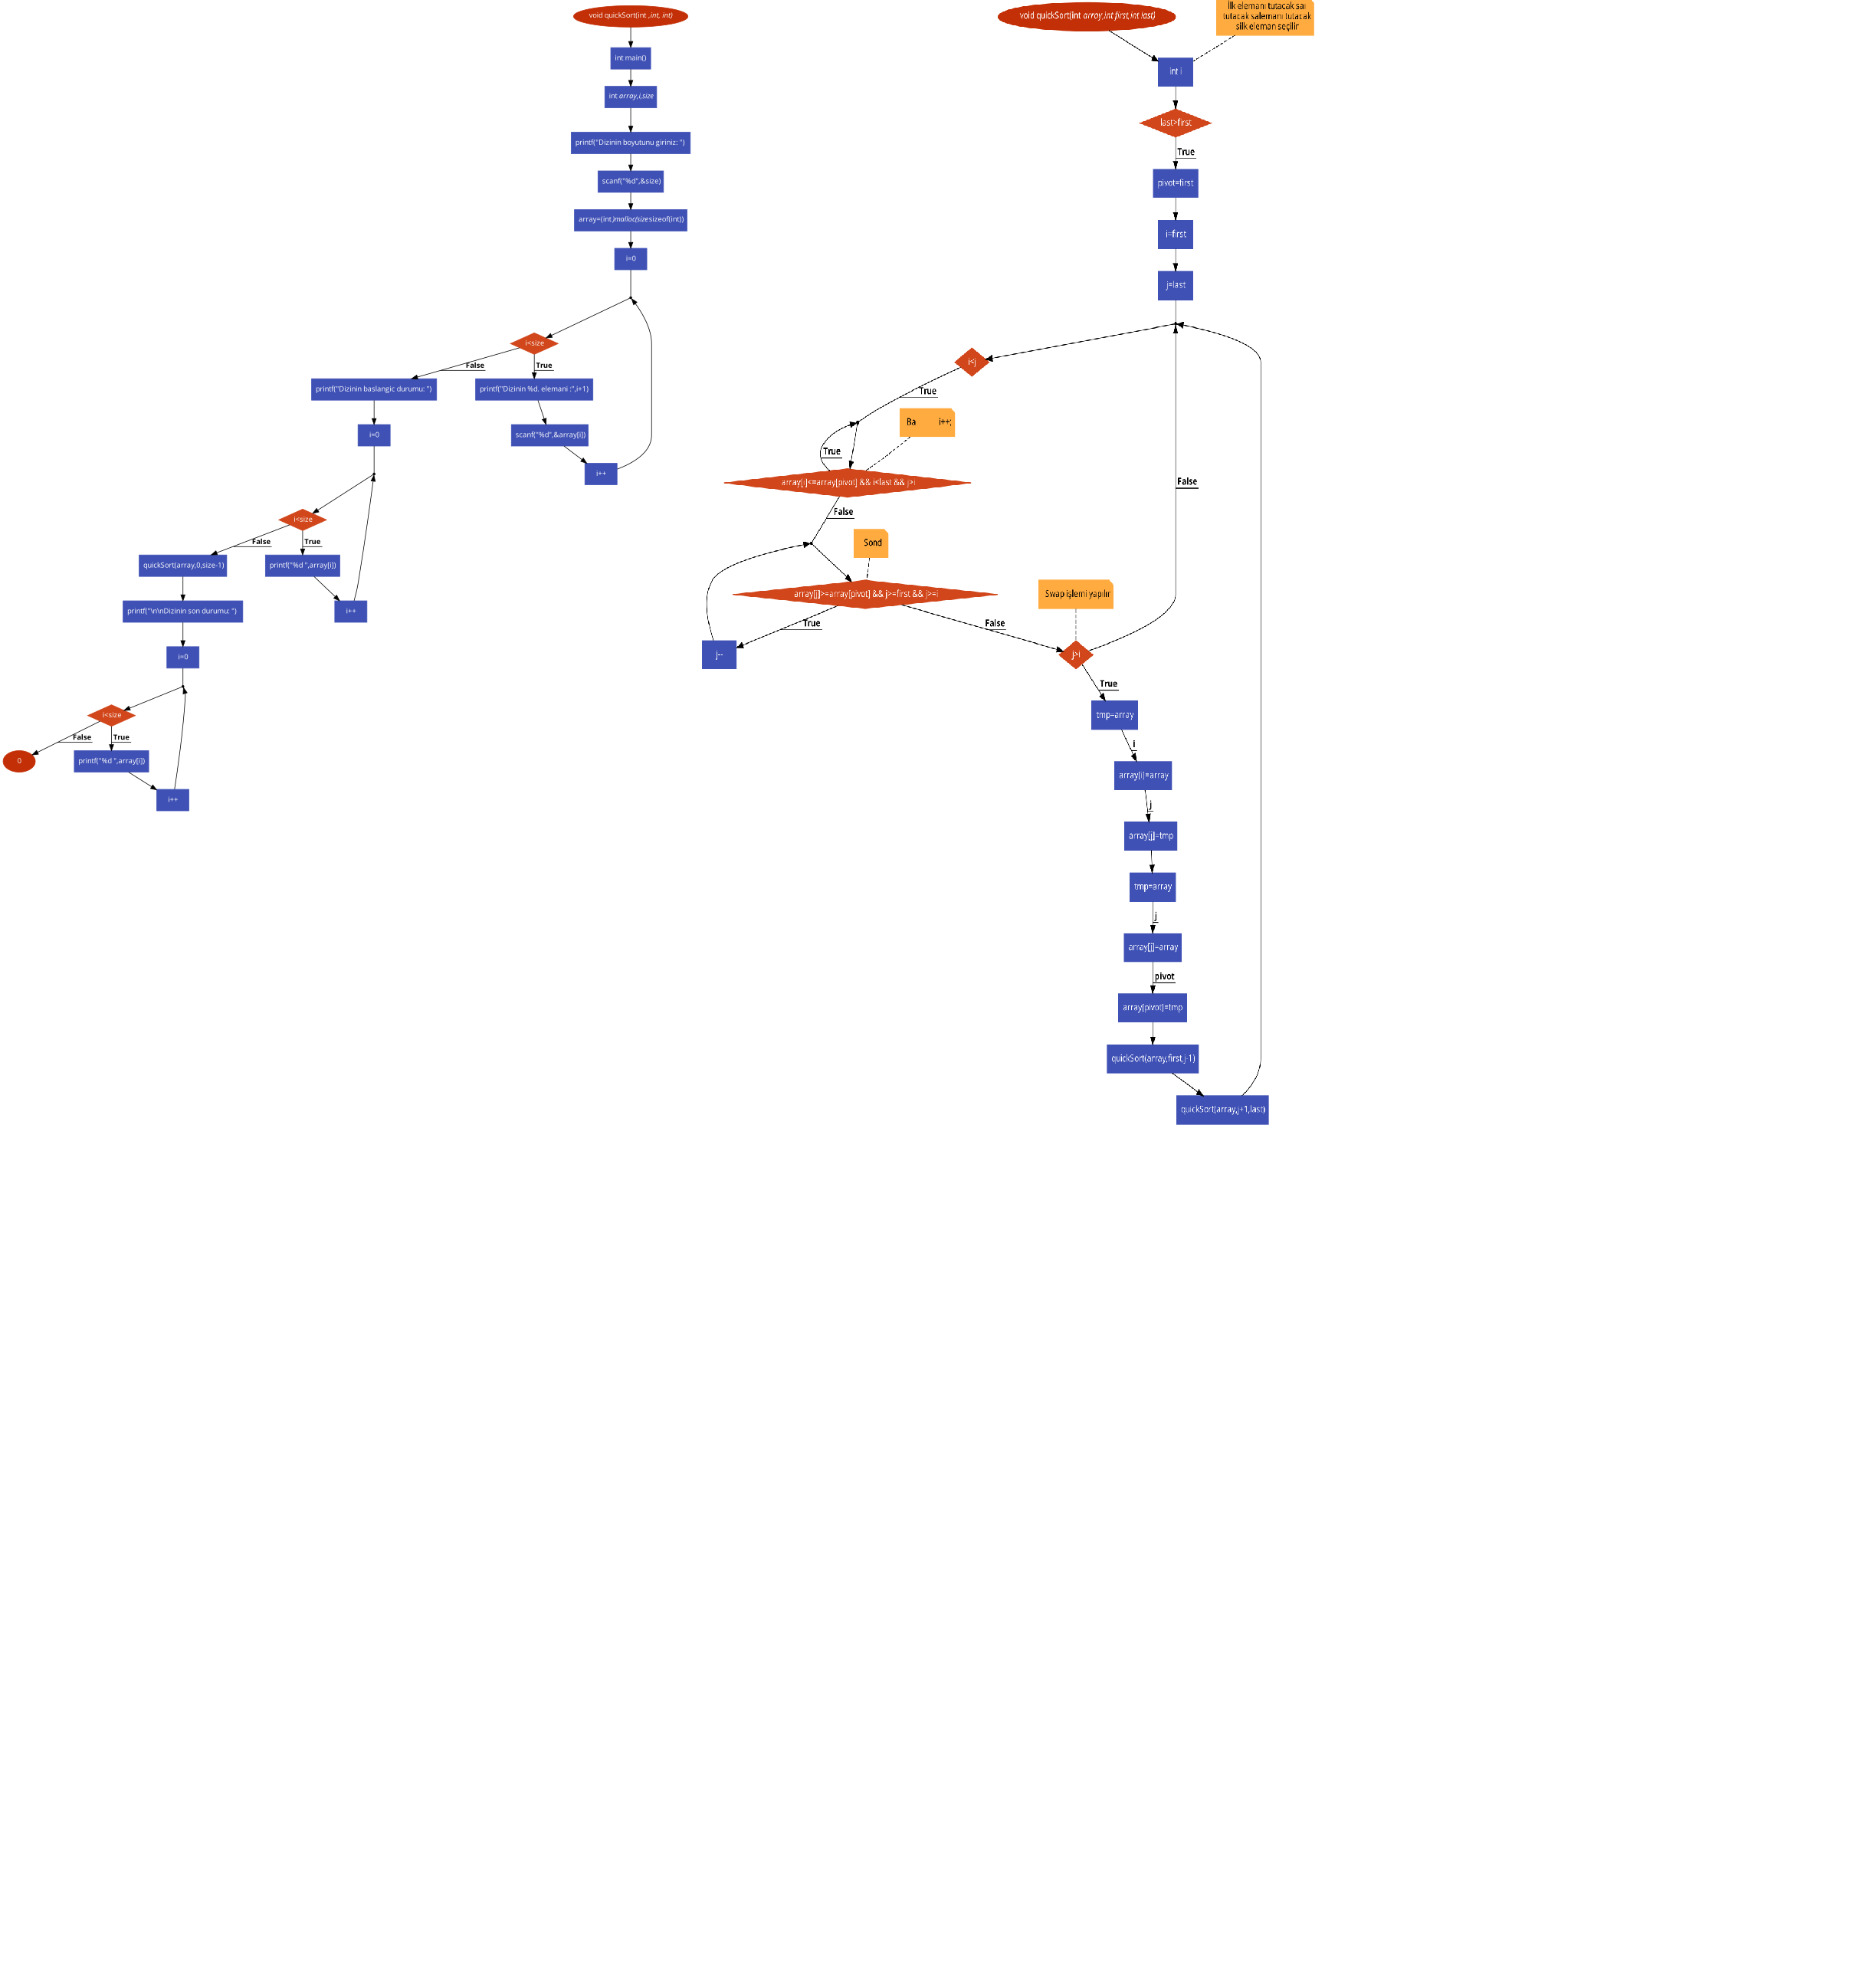 void quickSort(int ,int, int)
int main()
int array,i,size
printf("Dizinin boyutunu giriniz: ")
scanf("%d",&size)
array=(int)malloc(sizesizeof(int))
i=0
i<size
False
True
printf("Dizinin baslangic durumu: ")
printf("Dizinin %d. elemani :",i+1)
i=0
scanf("%d",&array[i])
i++
i<size
False
True
quickSort(array,0,size-1)
printf("%d ",array[i])
printf("\n\nDizinin son durumu: ")
i++
i=0
i<size
False
True
0
printf("%d ",array[i])
i++
void quickSort(int array,int first,int last)
İlk elemanı tutacak saı
tutacak salemanı tutacak
silk eleman seçilir
int i
last>first
True
pivot=first
i=first
j=last
i<j
True
Ba i++;
True
array[i]<=array[pivot] && i<last && j>i
False
False
Sond
array[j]>=array[pivot] && j>=first && j>=i
Swap işlemi yapılır
True
False
j--
j>i
True
tmp=array
i
array[i]=array
j
array[j]=tmp
tmp=array
j
array[j]=array
pivot
array[pivot]=tmp
quickSort(array,first,j-1)
quickSort(array,j+1,last)